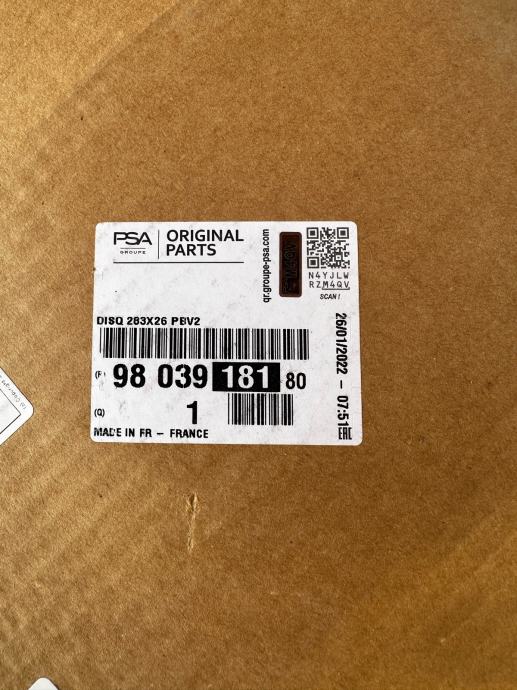 PSA
GROUPE
ORIGINAL
PARTS
qr.groupe-psa.com
N4YJLW
RZM4QV
SCAN!
DISQ 283X26 PBV2
98 039 181 80
(Q) 1
MADE IN FR – FRANCE
26/01/2022 – 07:51
EAC